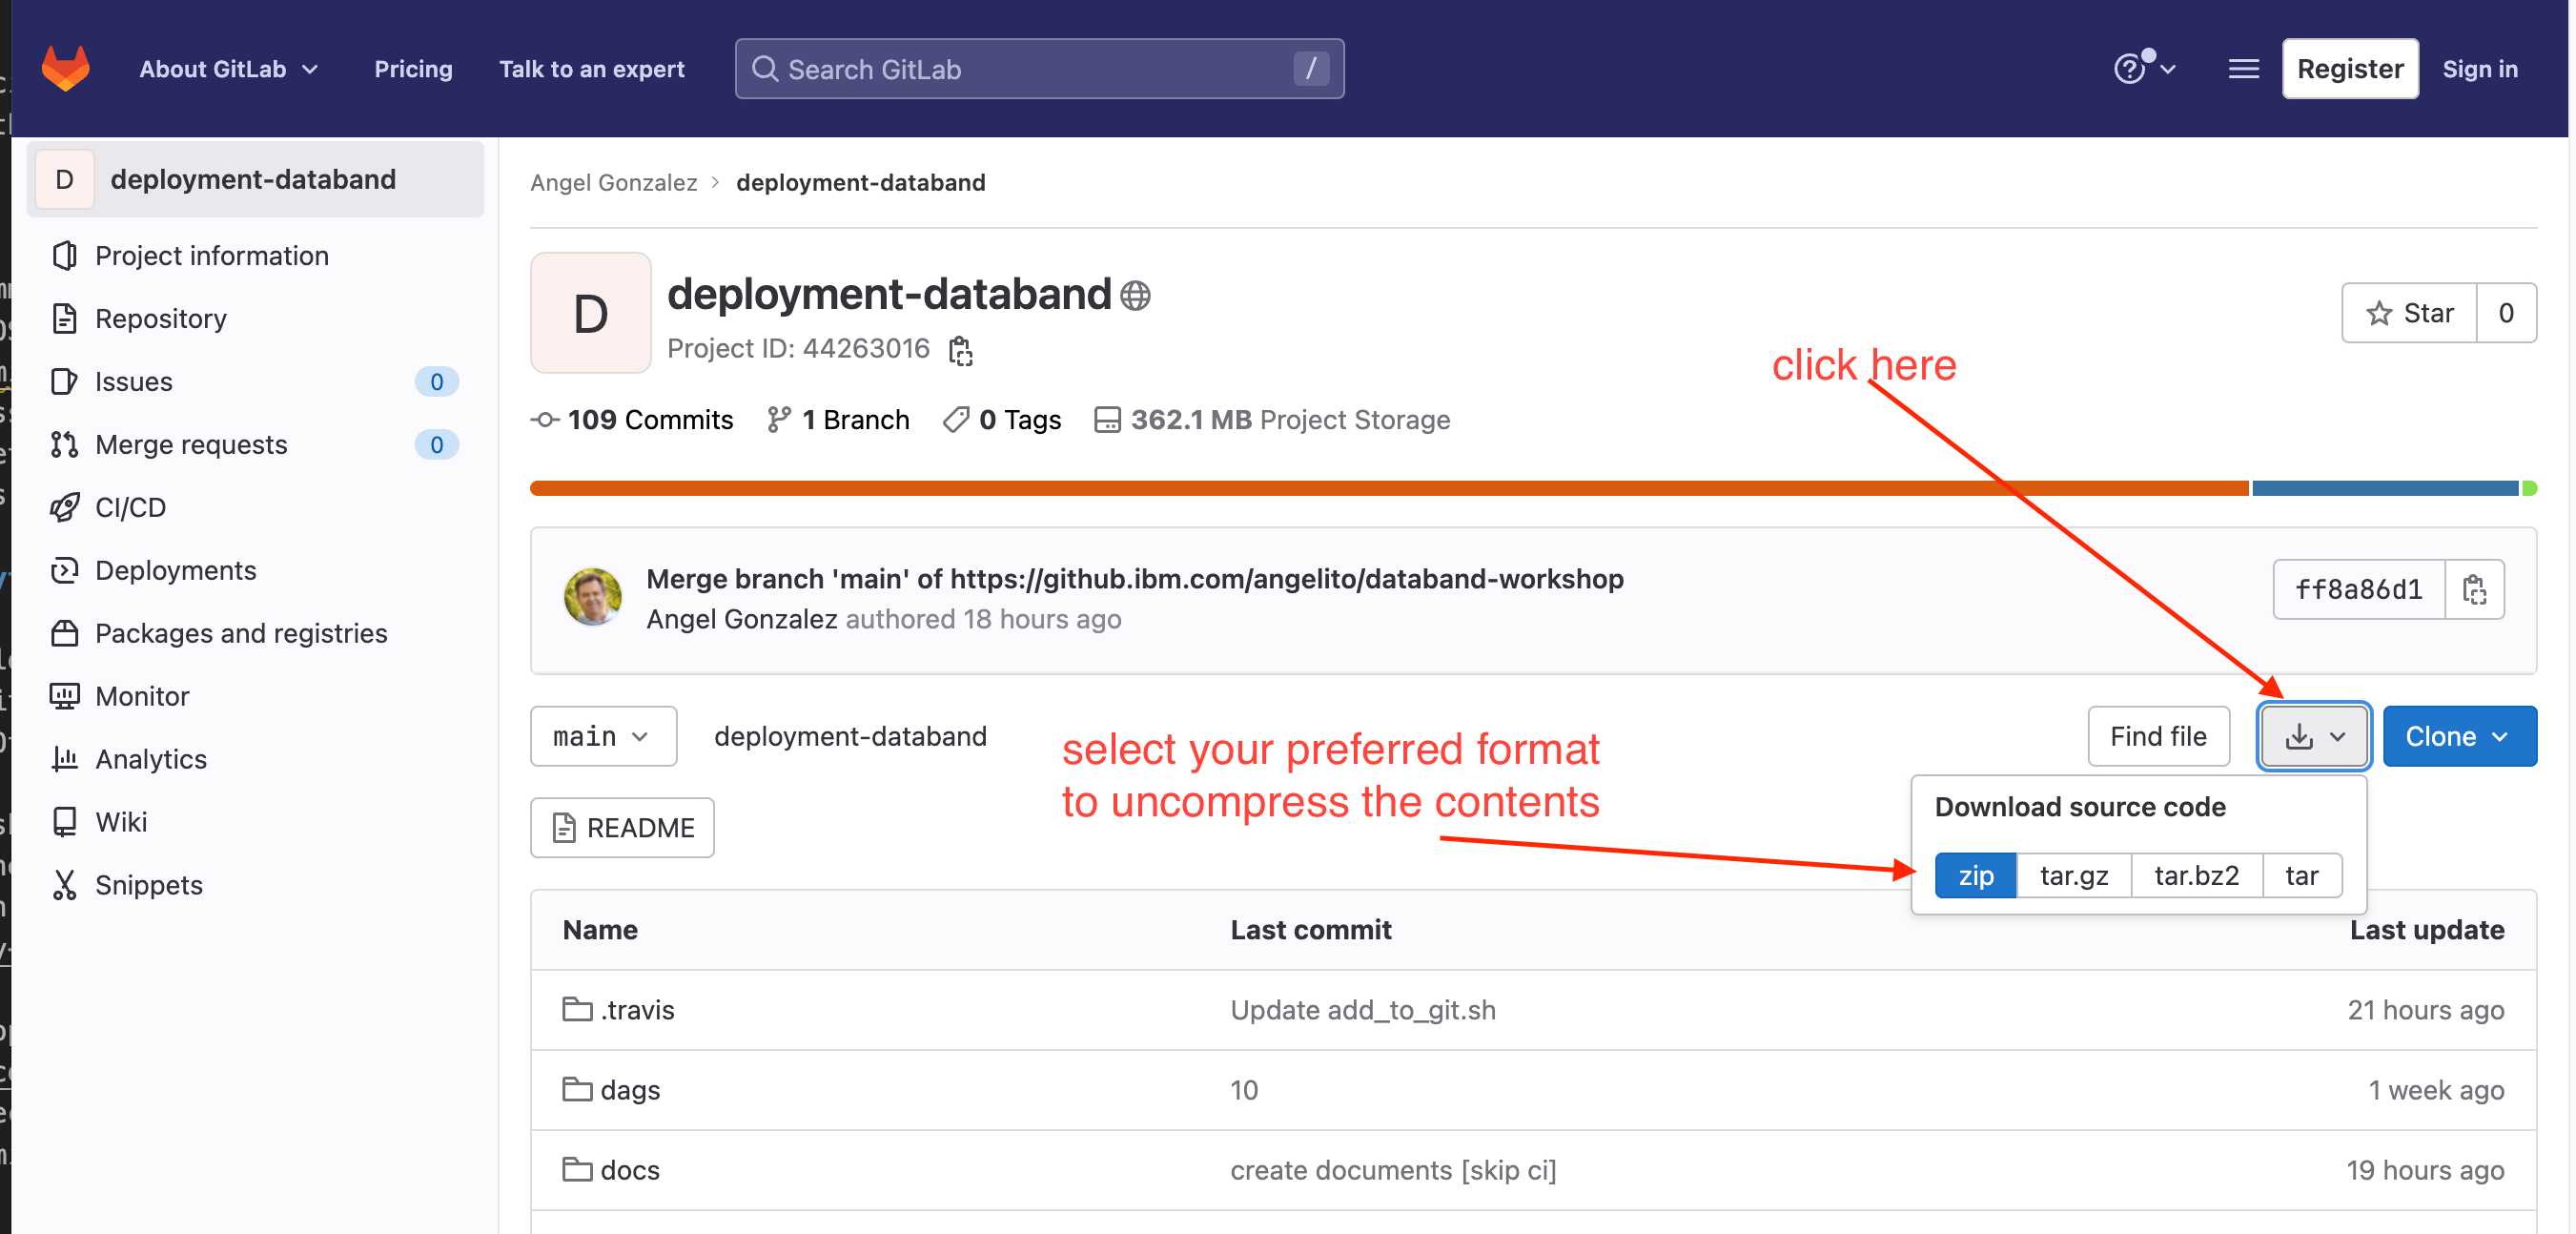 About GitLab
Pricing
Talk to an expert
Search GitLab
/
Register
Sign in
D
deployment-databand
Project information
Repository
Issues
0
Merge requests
0
CI/CD
Deployments
Packages and registries
Monitor
Analytics
Wiki
Snippets
Angel Gonzalez > deployment-databand
D
deployment-databand
Project ID: 44263016
Star
0
click here
109 Commits
1 Branch
0 Tags
362.1 MB Project Storage
Merge branch 'main' of https://github.ibm.com/angelito/databand-workshop
Angel Gonzalez authored 18 hours ago
ff8a86d1
main
deployment-databand
select your preferred format
to uncompress the contents
Find file
Clone
README
Download source code
zip
tar.gz
tar.bz2
tar
Name
Last commit
Last update
.travis
Update add_to_git.sh
21 hours ago
dags
10
1 week ago
docs
create documents [skip ci]
19 hours ago